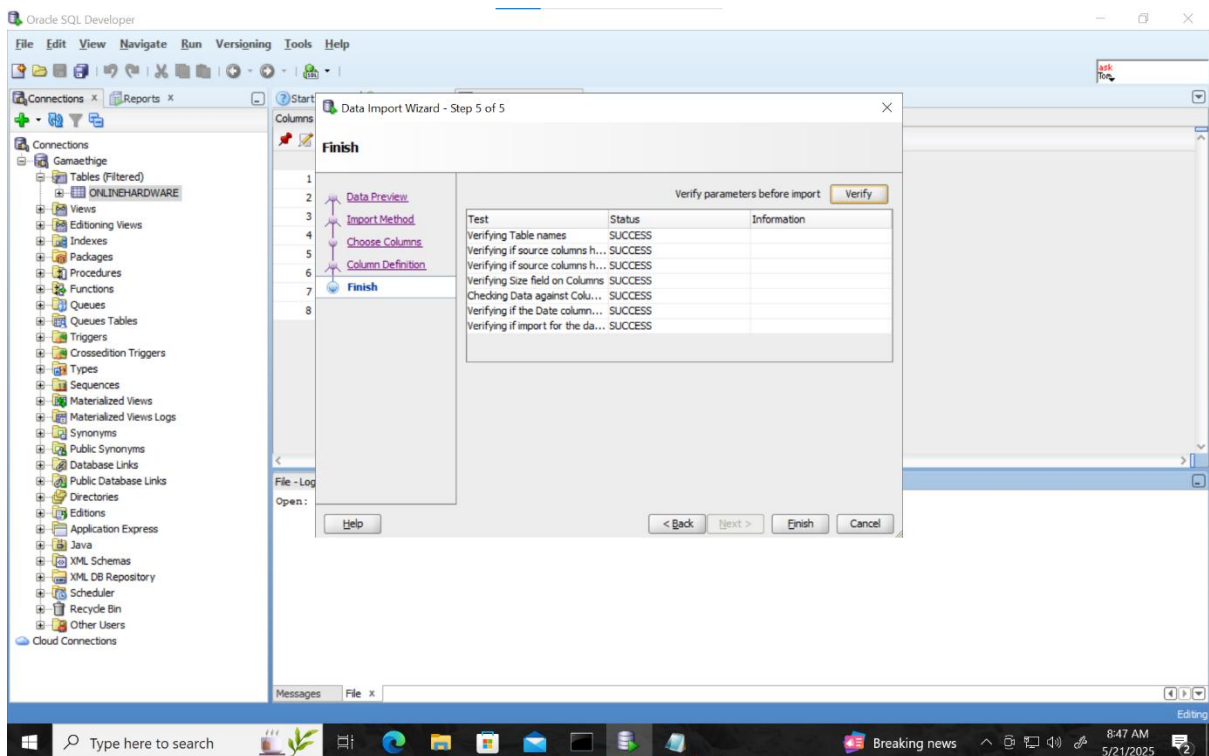 Oracle SQL Developer
File Edit View Navigate Run Versioning Tools Help
SQL
ask
Tom
Connections x Reports x
Start
Connections
Gamaethige
Tables (Filtered)
ONLINEHARDWARE
Views
Editioning Views
Indexes
Packages
Procedures
Functions
Queues
Queues Tables
Triggers
Crossedition Triggers
Types
Sequences
Materialized Views
Materialized Views Logs
Synonyms
Public Synonyms
Database Links
Public Database Links
Directories
Editions
Application Express
Java
XML Schemas
XML DB Repository
Scheduler
Recycle Bin
Other Users
Cloud Connections
Columns
1
2
3
4
5
6
7
8
Data Import Wizard - Step 5 of 5
Finish
Data Preview
Import Method
Choose Columns
Column Definition
Finish
Verify parameters before import Verify
Test Status Information
Verifying Table names SUCCESS
Verifying if source columns h... SUCCESS
Verifying if source columns h... SUCCESS
Verifying Size field on Columns SUCCESS
Checking Data against Colu... SUCCESS
Verifying if the Date column... SUCCESS
Verifying if import for the da... SUCCESS
Help < Back Next > Finish Cancel
File - Log
Open:
Messages File x
Editing
Type here to search
Breaking news
8:47 AM
5/21/2025
2